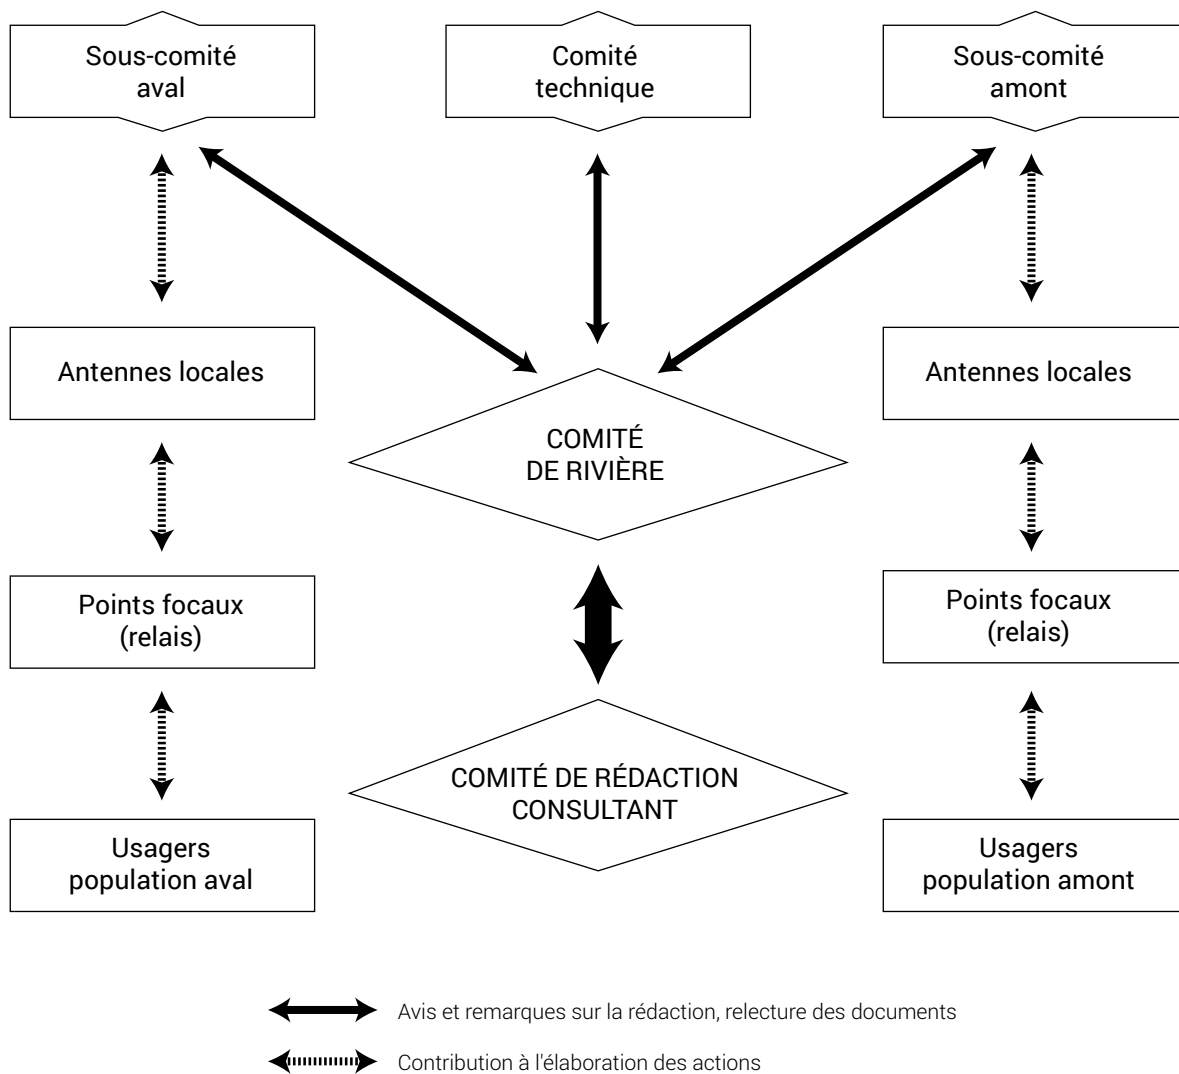 Sous-comité
aval
Comité
technique
Sous-comité
amont
Antennes locales
Antennes locales
COMITÉ
DE RIVIÈRE
Points focaux
(relais)
Points focaux
(relais)
COMITÉ DE RÉDACTION
CONSULTANT
Usagers
population aval
Usagers
population amont
Avis et remarques sur la rédaction, relecture des documents
Contribution à l'élaboration des actions